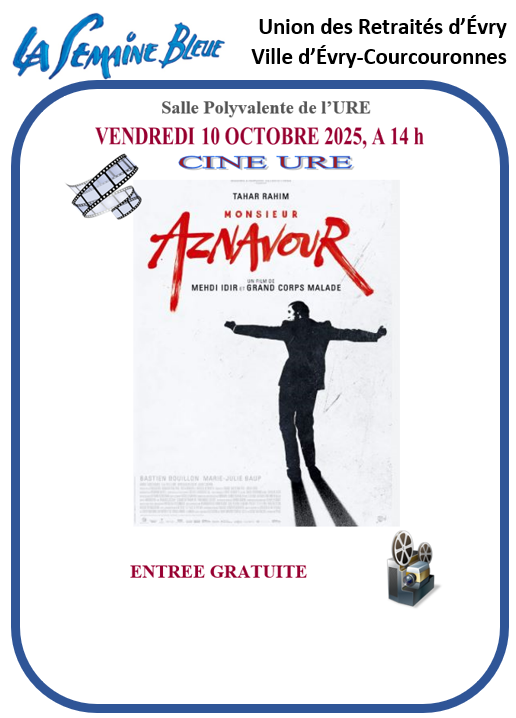 LA SEMAINE BLEUE
Union des Retraités d’Évry
Ville d’Évry-Courcouronnes
Salle Polyvalente de l’URE
VENDREDI 10 OCTOBRE 2025, A 14 h
CINE URE
TAHAR RAHIM
MONSIEUR
AZNAVOUR
UN FILM DE
MEHDI IDIR ET GRAND CORPS MALADE
BASTIEN BOUILLON MARIE-JULIE BAUP
ENTREE GRATUITE